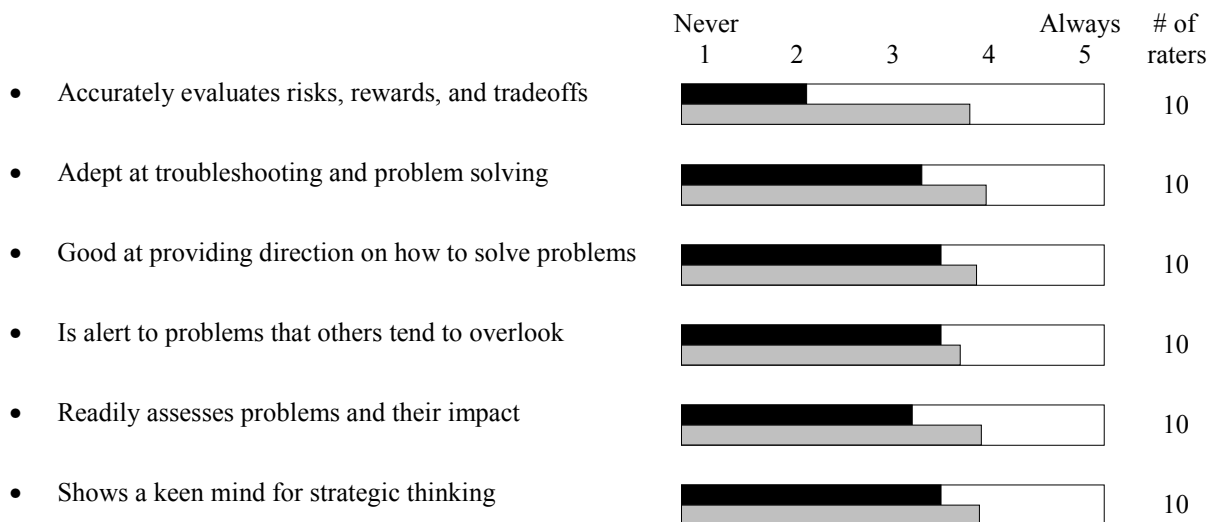 Never Always # of
1 2 3 4 5 raters
• Accurately evaluates risks, rewards, and tradeoffs 10
• Adept at troubleshooting and problem solving 10
• Good at providing direction on how to solve problems 10
• Is alert to problems that others tend to overlook 10
• Readily assesses problems and their impact 10
• Shows a keen mind for strategic thinking 10